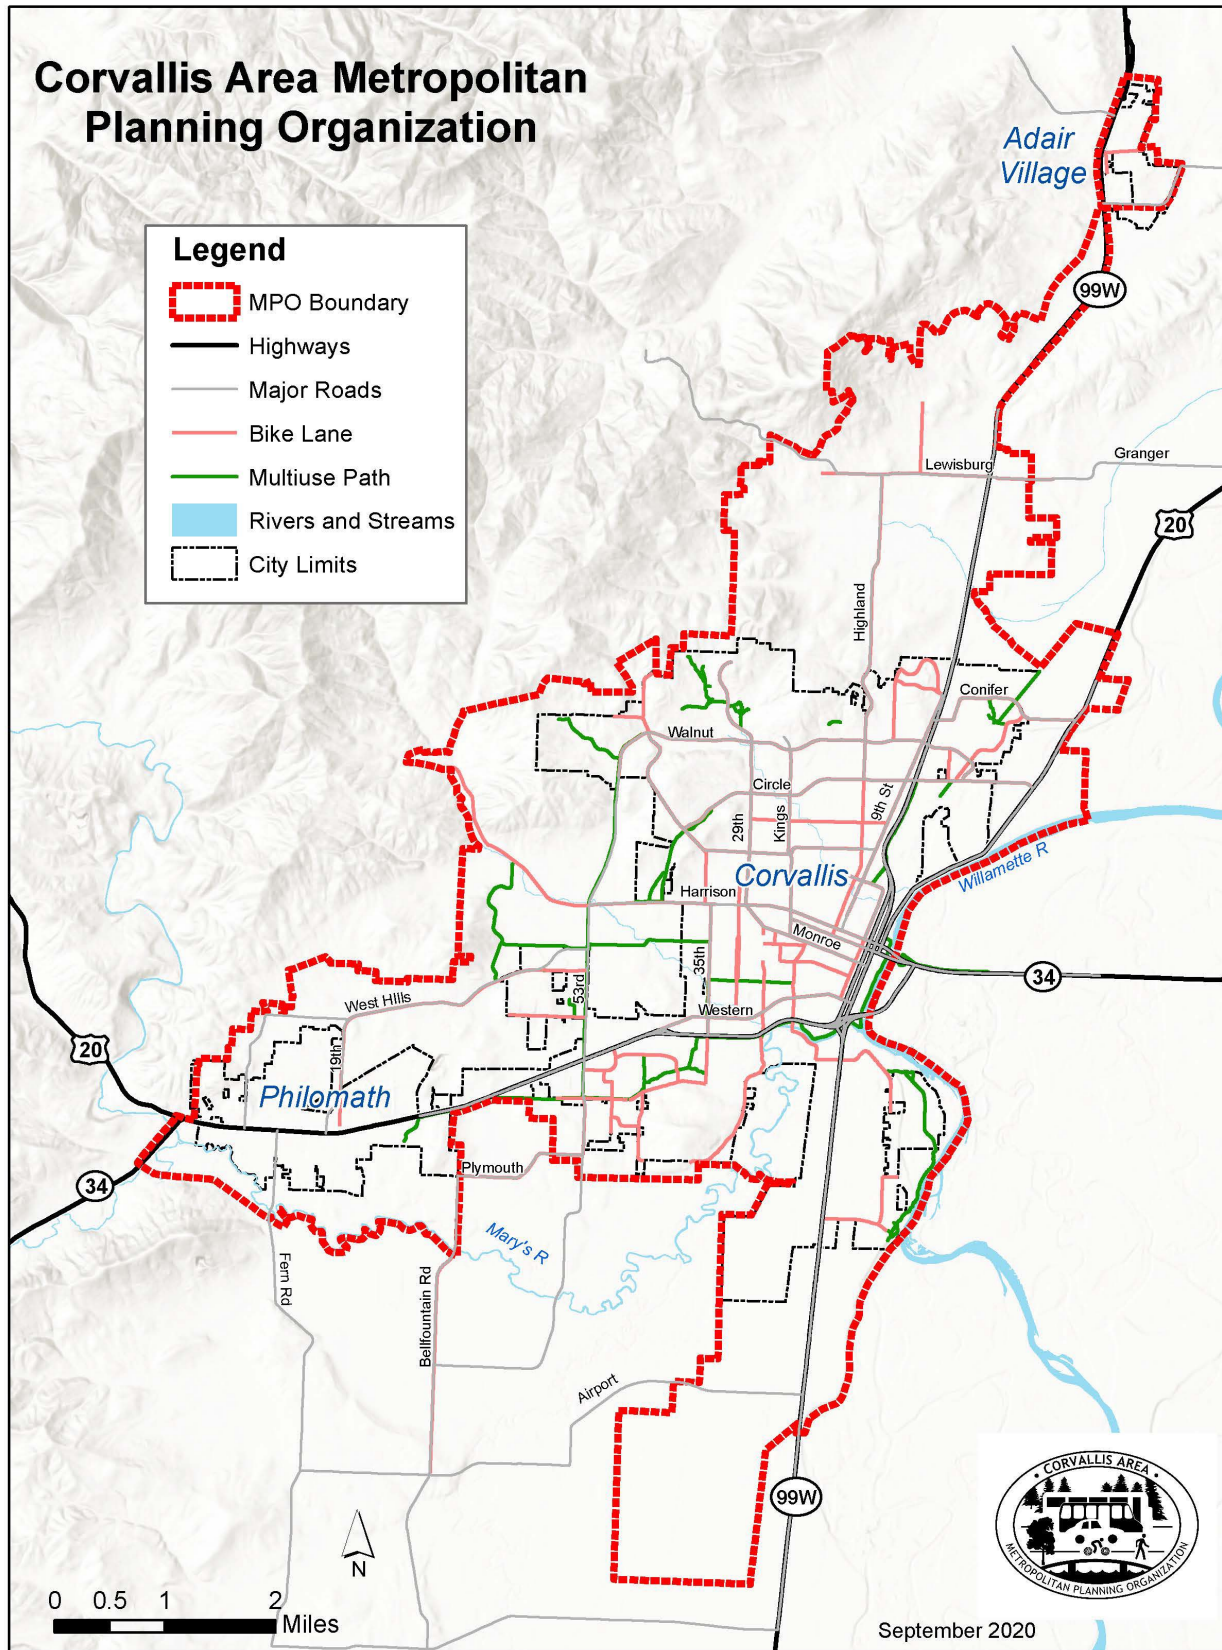 Corvallis Area Metropolitan
Planning Organization
Adair
Village
Legend
MPO Boundary
Highways
Major Roads
Bike Lane
Multiuse Path
Rivers and Streams
City Limits
99W
Lewisburg
Granger
20
Highland
Conifer
Walnut
Circle
9th St
29th
Kings
Corvallis
Willamette R
Harrison
Monroe
35th
34
53rd
West HIlls
Western
20
19th
Philomath
Plymouth
34
Mary's R
Fern Rd
Bellfountain Rd
Airport
99W
CORVALLIS AREA
METROPOLITAN PLANNING ORGANIZATION
N
0 0.5 1 2
Miles
September 2020